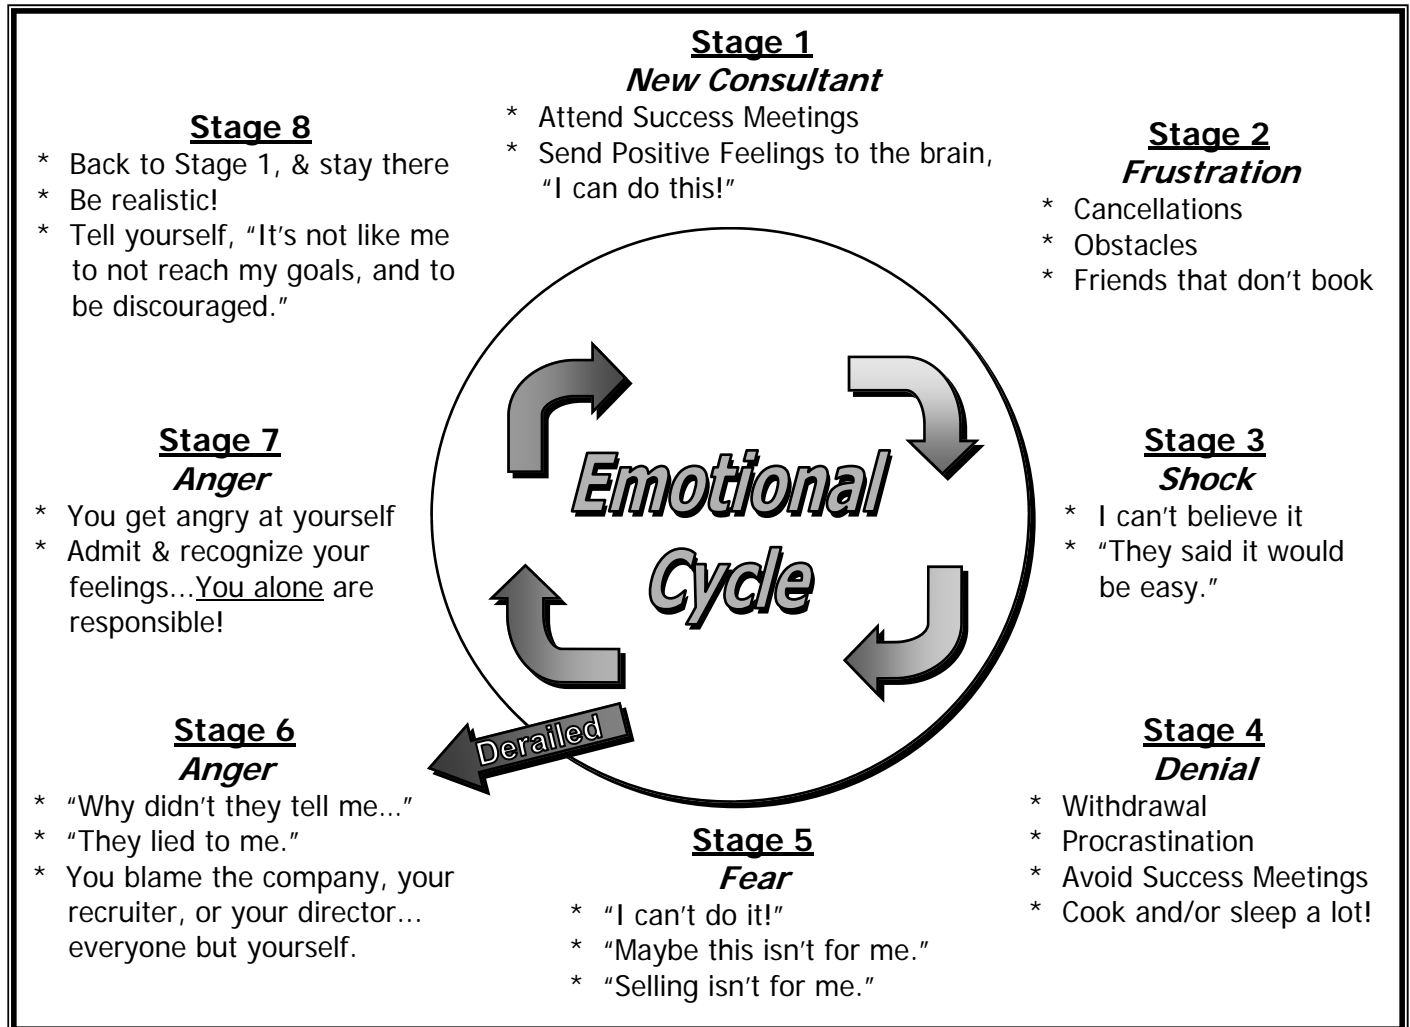 Stage 1
New Consultant
* Attend Success Meetings
* Send Positive Feelings to the brain,
“I can do this!”
Stage 2
Frustration
* Cancellations
* Obstacles
* Friends that don’t book
Stage 3
Shock
* I can’t believe it
* “They said it would
be easy.”
Stage 4
Denial
* Withdrawal
* Procrastination
* Avoid Success Meetings
* Cook and/or sleep a lot!
Stage 5
Fear
* “I can’t do it!”
* “Maybe this isn’t for me.”
* “Selling isn’t for me.”
Stage 6
Anger
* “Why didn’t they tell me…”
* “They lied to me.”
* You blame the company, your
recruiter, or your director…
everyone but yourself.
Stage 7
Anger
* You get angry at yourself
* Admit & recognize your
feelings…You alone are
responsible!
Stage 8
* Back to Stage 1, & stay there
* Be realistic!
* Tell yourself, “It’s not like me
to not reach my goals, and to
be discouraged.”
Emotional
Cycle
Derailed